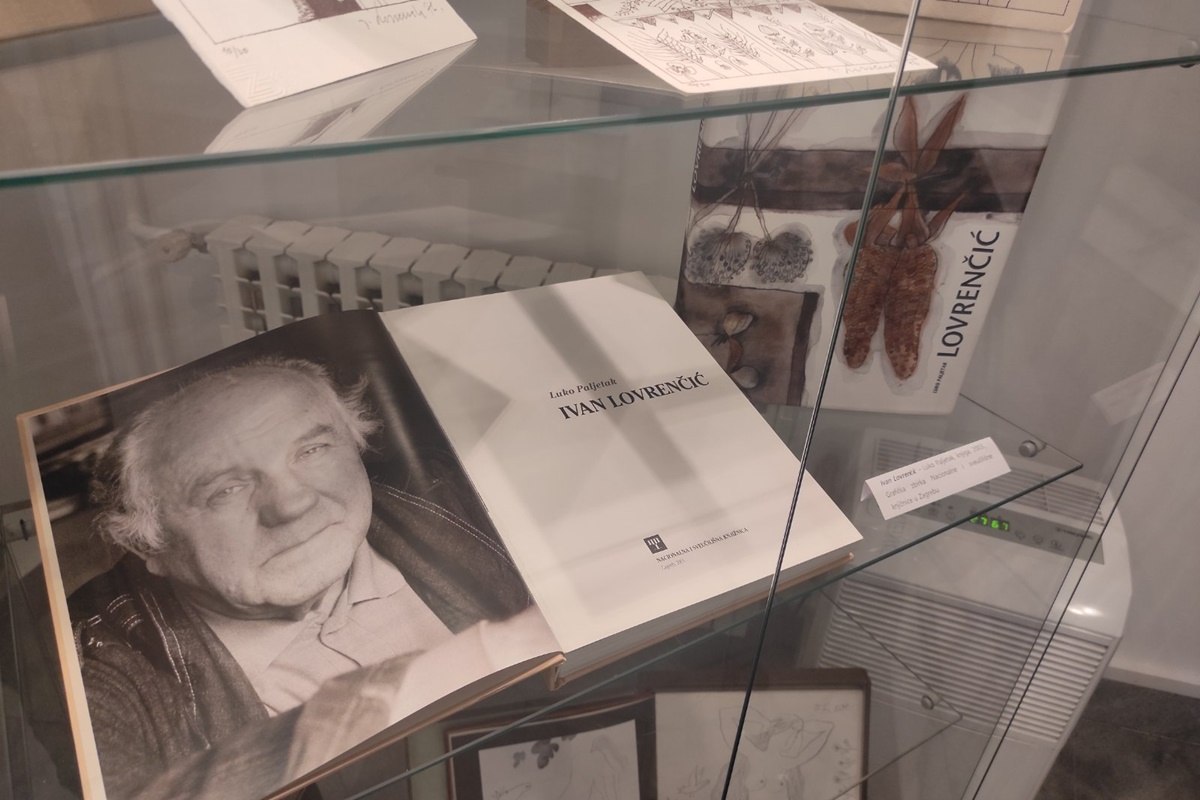 Luko Paljetak
IVAN LOVRENČIĆ
NACIONALNA I SVEUČILIŠNA KNJIŽNICA
LUKO PALJETAK
LOVRENČIĆ
Ivan Lovrenčić – Luko Paljetak, knjiga,
Grafička zbirka Nacionalne i sveučilišne
knjižnice u Zagrebu